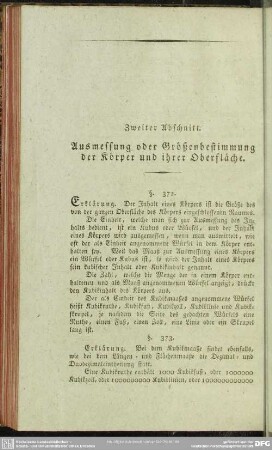 Zweiter Abschnitt.
Ausmessung oder Größenbestimmung
der Körper und ihrer Oberfläche.
§. 372.
Erklärung. Der Inhalt eines Körpers ist die Größe des
von der ganzen Oberfläche des Körpers eingeschlossenen Raumes.
Die Einheit, welche man sich zur Ausmessung des In-
halts bedient, ist ein Kubus oder Würfel, und der Inhalt
eines Körpers wird ausgemessen, wenn man ausmittelt, wie
oft der als Einheit angenommene Würfel in dem Körper ent-
halten sey. Weil das Maaß zur Ausmessung eines Körpers
ein Würfel oder Kubus ist, so wird der Inhalt eines Körpers
sein kubischer Inhalt oder Kubikinhalt genannt.
Die Zahl, welche die Menge der in einem Körper ent-
haltenen und als Maaß angenommenen Würfel anzeigt, drückt
den Kubikinhalt des Körpers aus.
Der als Einheit des Kubikmaaßes angenommene Würfel
heißt Kubikruthe, Kubikfuß, Kubikzoll, Kubiklinie und Kubik-
skrupel, je nachdem die Seite des gedachten Würfels eine
Ruthe, einen Fuß, einen Zoll, eine Linie oder ein Skrupel
lang ist.
§. 373.
Erklärung. Bei dem Kubikmaaße findet ebenfalls,
wie bei dem Längen- und Flächenmaaße die Dezimal- und
Duodezimaleintheilung Statt.
Eine Kubikruthe enthält 1000 Kubikfuß, oder 1000000
Kubikzoll, oder 1000000000 Kubiklinien, oder 1000000000000